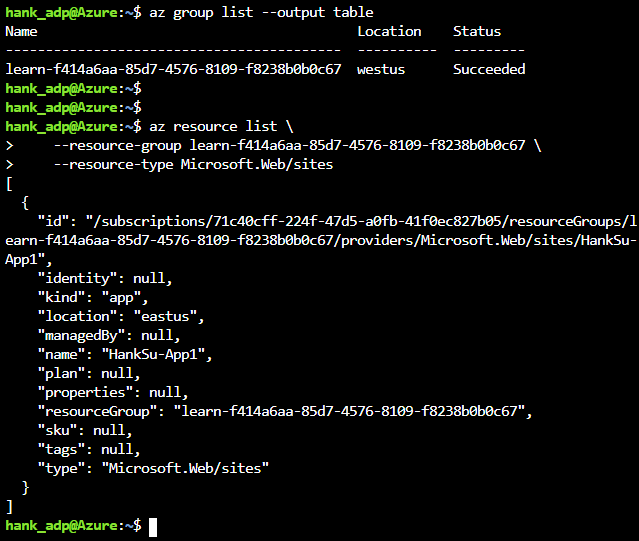 hank_adp@Azure:~$ az group list --output table
Name                                        Location    Status
------------------------------------------  ----------  ---------
learn-f414a6aa-85d7-4576-8109-f8238b0b0c67  westus      Succeeded
hank_adp@Azure:~$
hank_adp@Azure:~$
hank_adp@Azure:~$ az resource list \
>     --resource-group learn-f414a6aa-85d7-4576-8109-f8238b0b0c67 \
>     --resource-type Microsoft.Web/sites
[
  {
    "id": "/subscriptions/71c40cff-224f-47d5-a0fb-41f0ec827b05/resourceGroups/l
earn-f414a6aa-85d7-4576-8109-f8238b0b0c67/providers/Microsoft.Web/sites/HankSu-
App1",
    "identity": null,
    "kind": "app",
    "location": "eastus",
    "managedBy": null,
    "name": "HankSu-App1",
    "plan": null,
    "properties": null,
    "resourceGroup": "learn-f414a6aa-85d7-4576-8109-f8238b0b0c67",
    "sku": null,
    "tags": null,
    "type": "Microsoft.Web/sites"
  }
]
hank_adp@Azure:~$